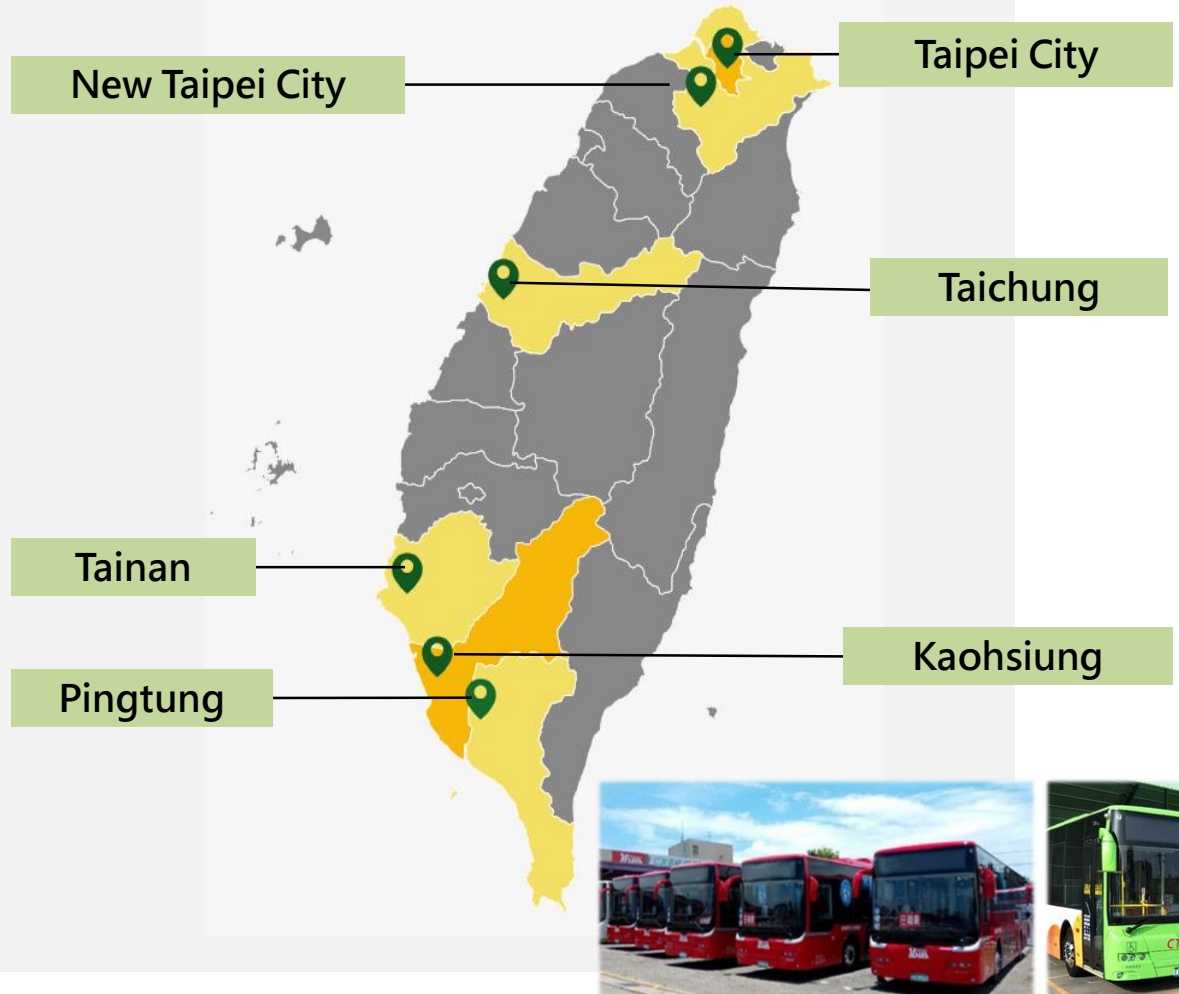 Taipei City
New Taipei City
Taichung
Tainan
Kaohsiung
Pingtung